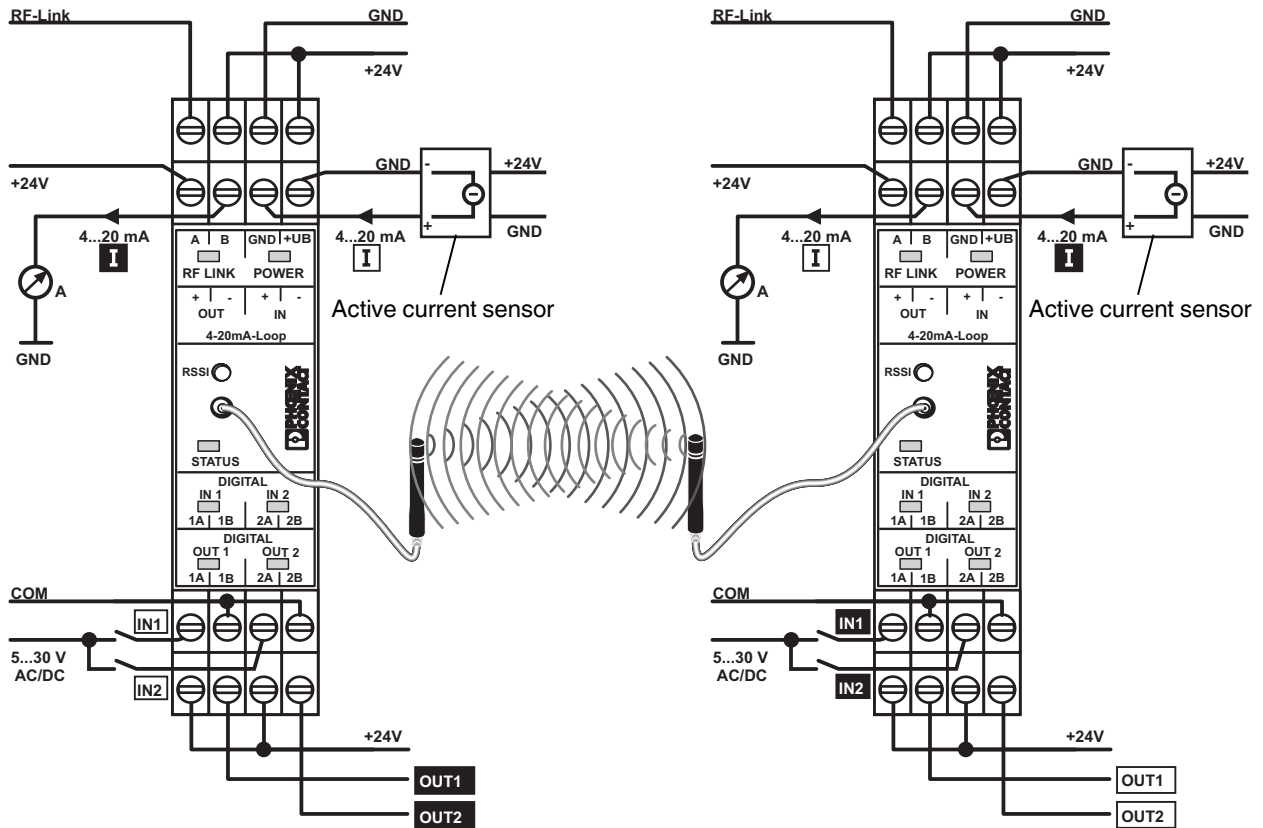 RF-Link
GND
+24V
GND
+24V
+24V
GND
4...20 mA
I
4...20 mA
I
A
GND
Active current sensor
A B GND +UB
RF LINK POWER
+ - + -
OUT IN
4-20mA-Loop
RSSI
PHOENIX
CONTACT
STATUS
DIGITAL
IN 1 IN 2
1A 1B 2A 2B
DIGITAL
OUT 1 OUT 2
1A 1B 2A 2B
COM
IN1
5...30 V
AC/DC
IN2
+24V
OUT1
OUT2
RF-Link
GND
+24V
GND
+24V
+24V
GND
4...20 mA
I
4...20 mA
I
A
GND
Active current sensor
A B GND +UB
RF LINK POWER
+ - + -
OUT IN
4-20mA-Loop
RSSI
PHOENIX
CONTACT
STATUS
DIGITAL
IN 1 IN 2
1A 1B 2A 2B
DIGITAL
OUT 1 OUT 2
1A 1B 2A 2B
COM
IN1
5...30 V
AC/DC
IN2
+24V
OUT1
OUT2